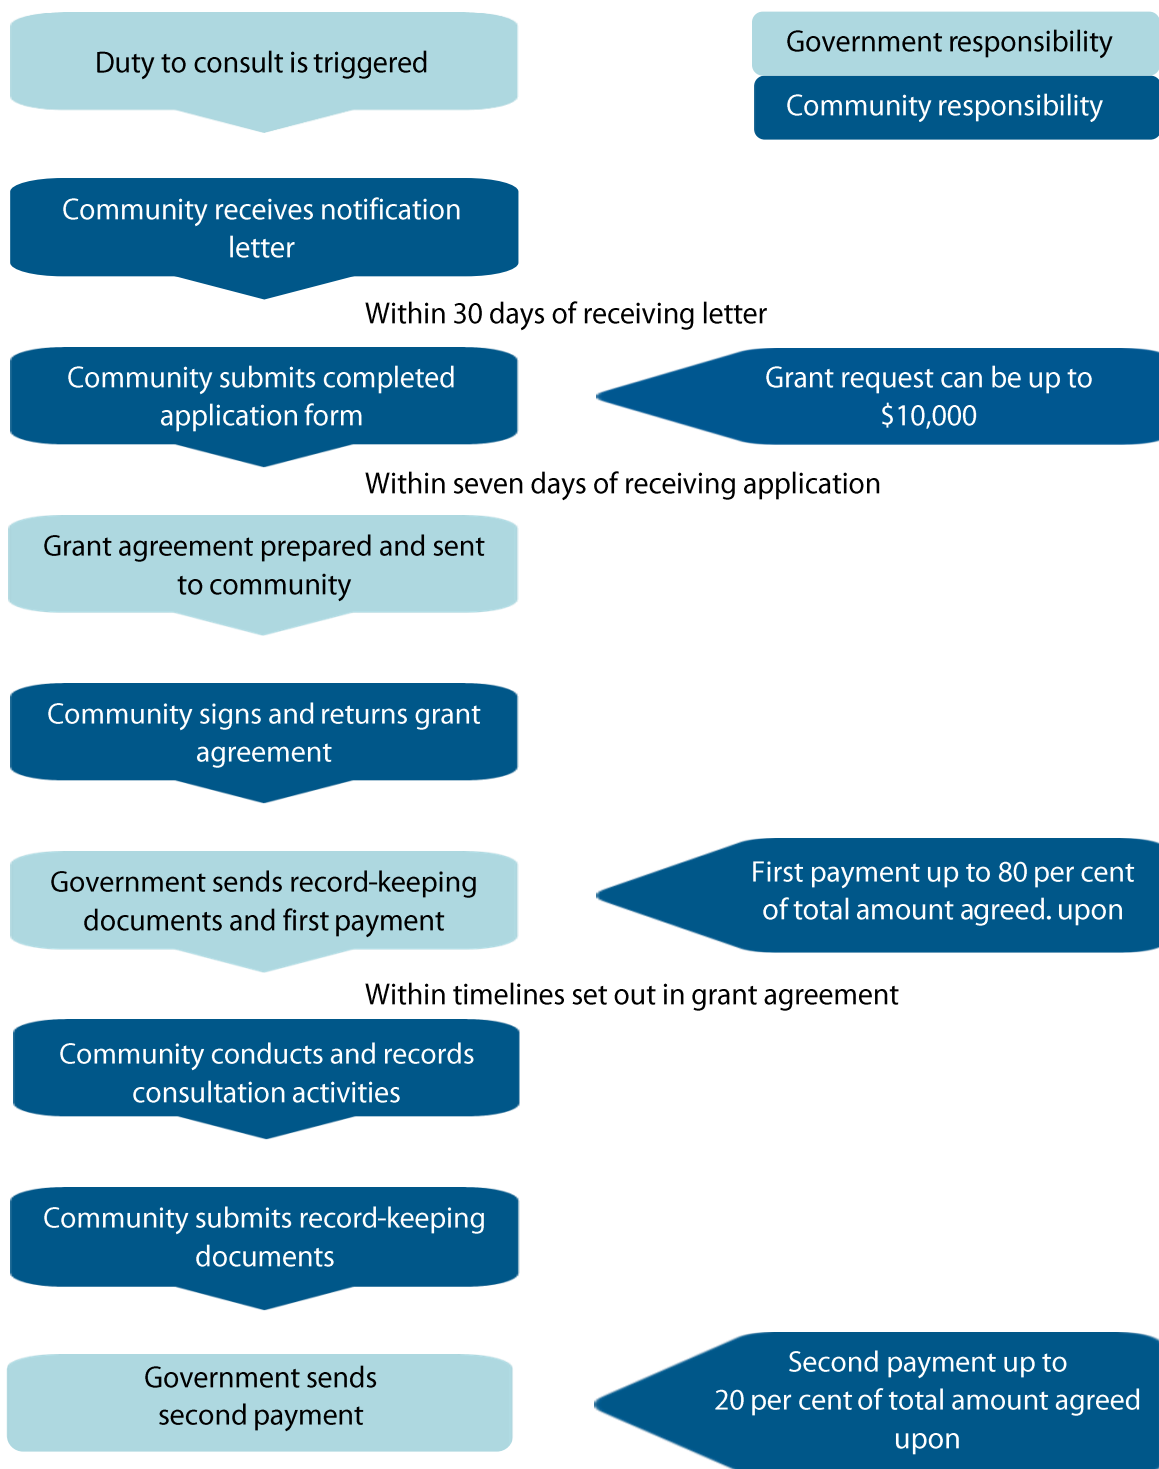 Duty to consult is triggered
Government responsibility
Community responsibility
Community receives notification
letter
Within 30 days of receiving letter
Community submits completed
application form
Grant request can be up to
$10,000
Within seven days of receiving application
Grant agreement prepared and sent
to community
Community signs and returns grant
agreement
Government sends record-keeping
documents and first payment
First payment up to 80 per cent
of total amount agreed. upon
Within timelines set out in grant agreement
Community conducts and records
consultation activities
Community submits record-keeping
documents
Government sends
second payment
Second payment up to
20 per cent of total amount agreed
upon